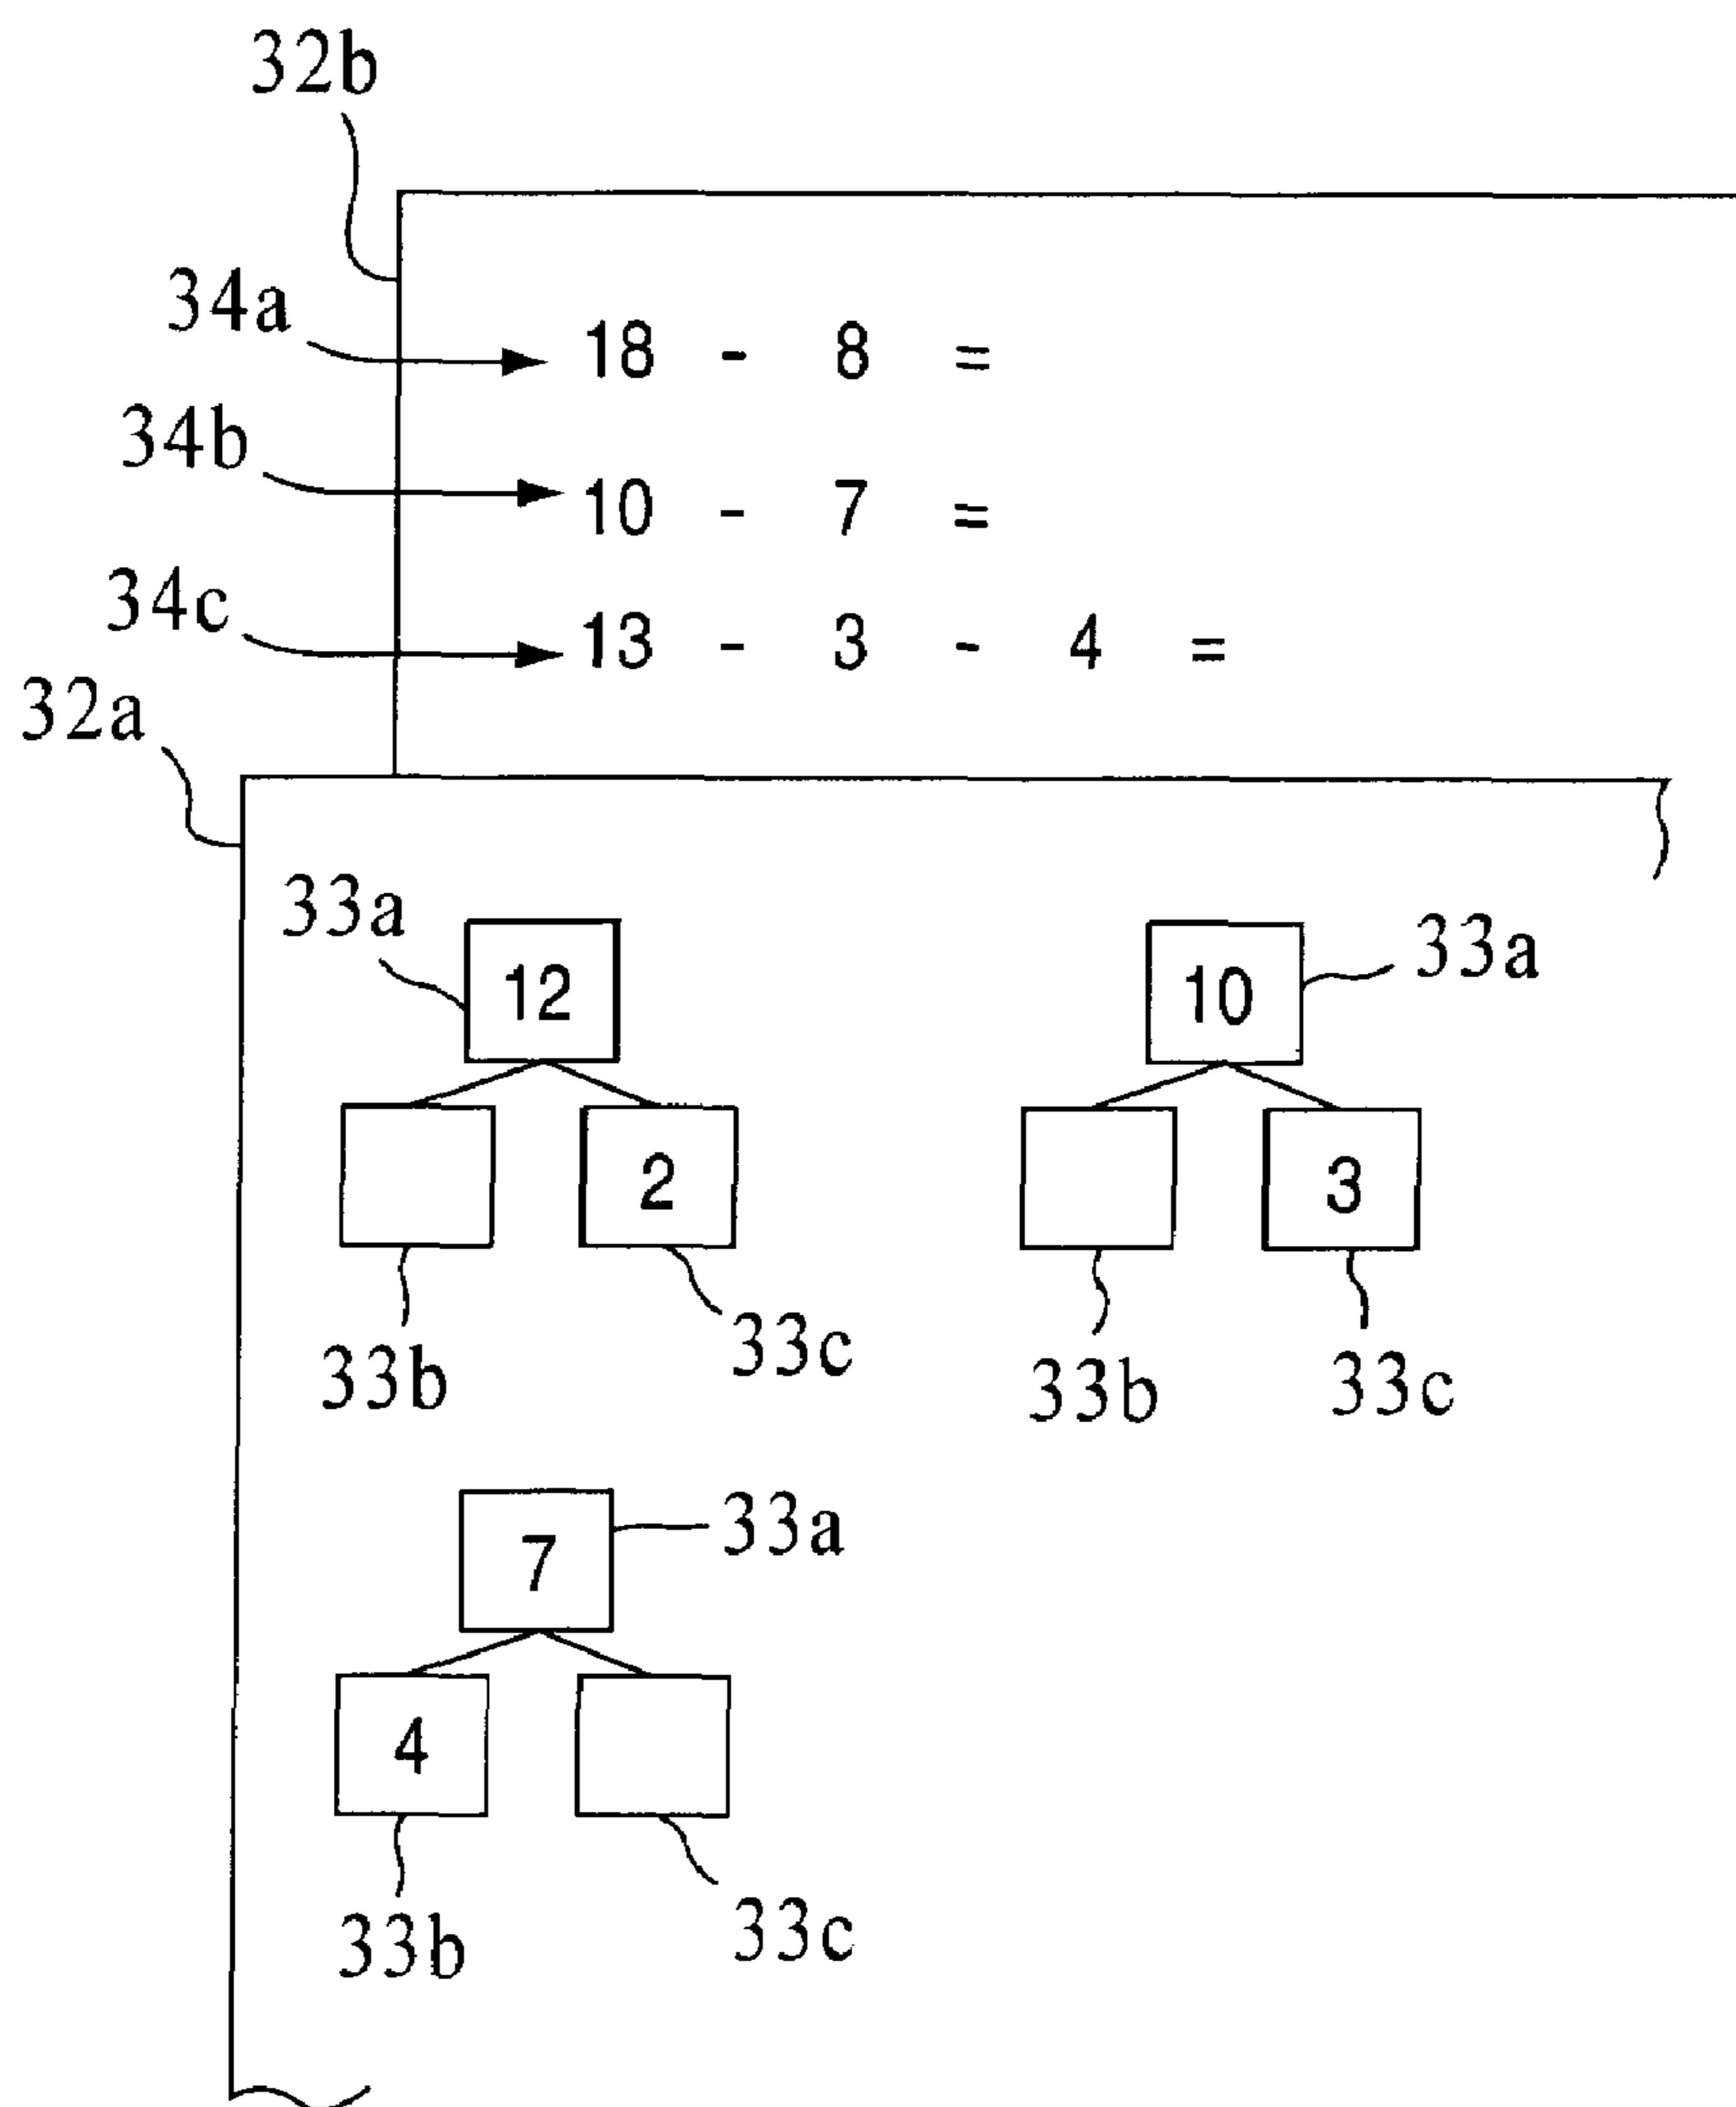 32b
34a 18 - 8 =
34b 10 - 7 =
34c 13 - 3 - 4 =
32a
33a 12 10 33a
2 3
33b 33c 33b 33c
7 33a
4
33b 33c